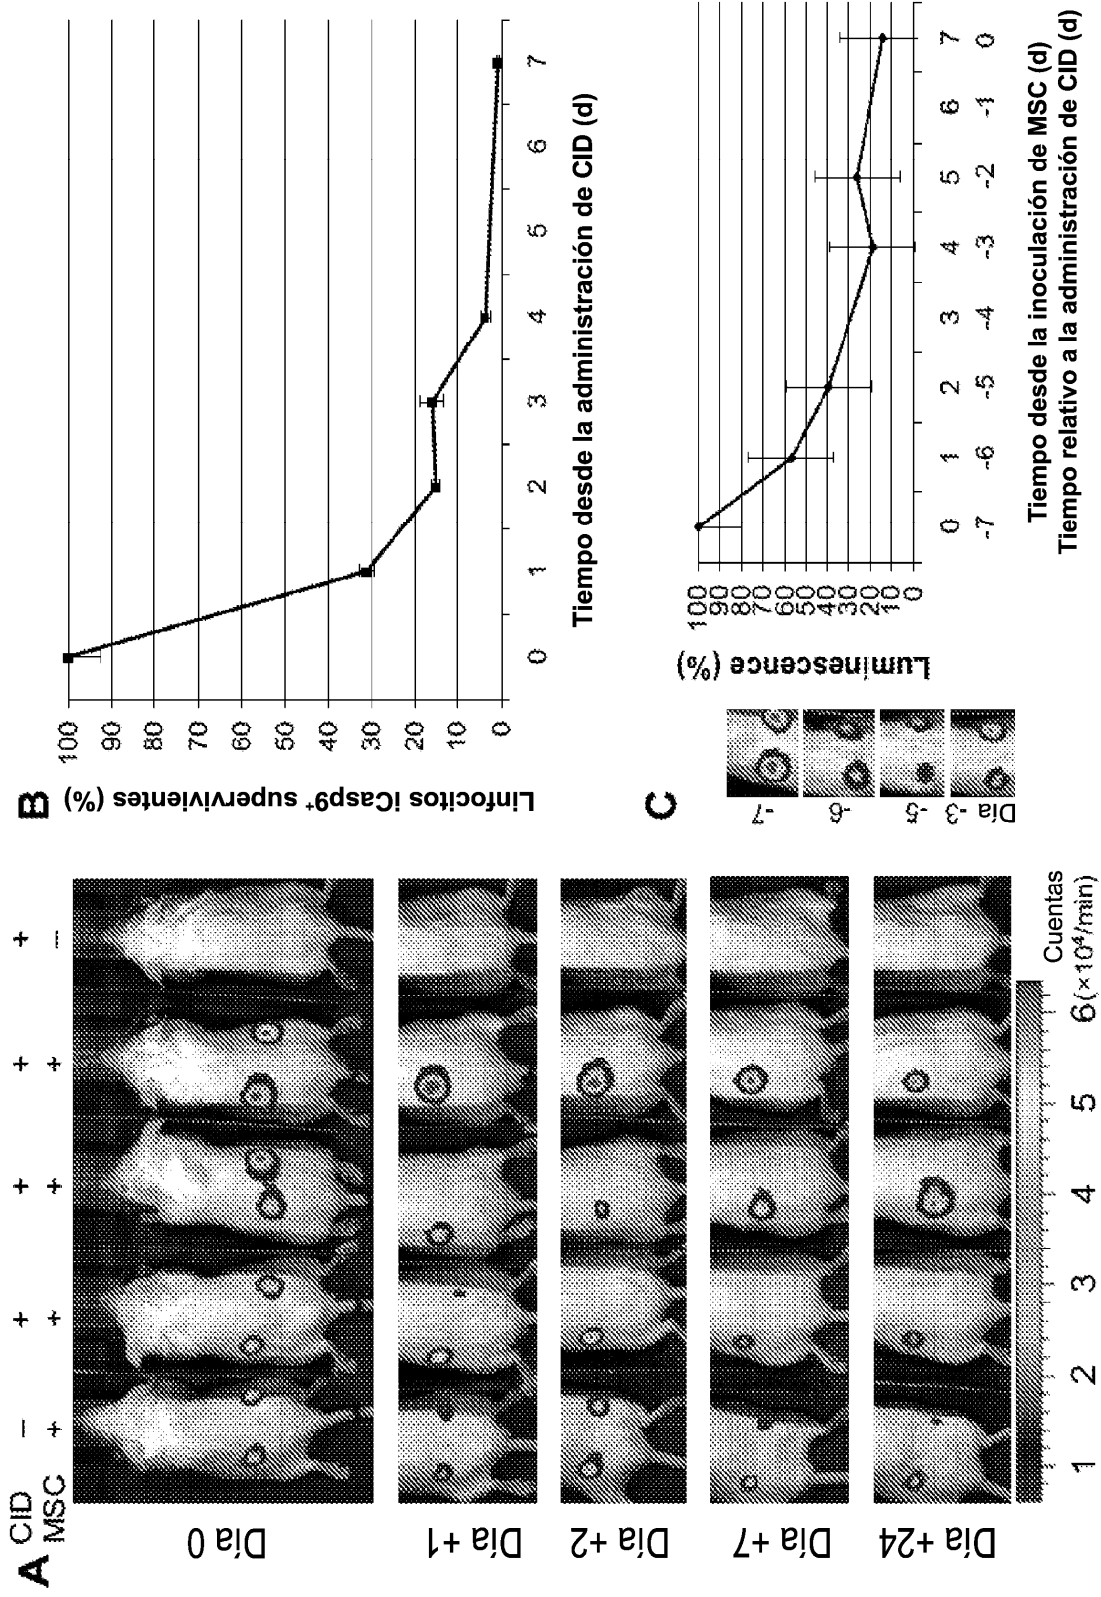 A
CID − + + + +
MSC + + + + −
Día 0
Día +1
Día +2
Día +7
Día +24
1 2 3 4 5 6 (×10⁴/min)
Cuentas
B
Linfocitos iCasp9⁺ supervivientes (%)
100
90
80
70
60
50
40
30
20
10
0
0 1 2 3 4 5 6 7
Tiempo desde la administración de CID (d)
C
-7
-6
-5
Día -3
Luminescence (%)
100
90
80
70
60
50
40
30
20
10
0
0 1 2 3 4 5 6 7
-7 -6 -5 -4 -3 -2 -1 0
Tiempo desde la inoculación de MSC (d)
Tiempo relativo a la administración de CID (d)